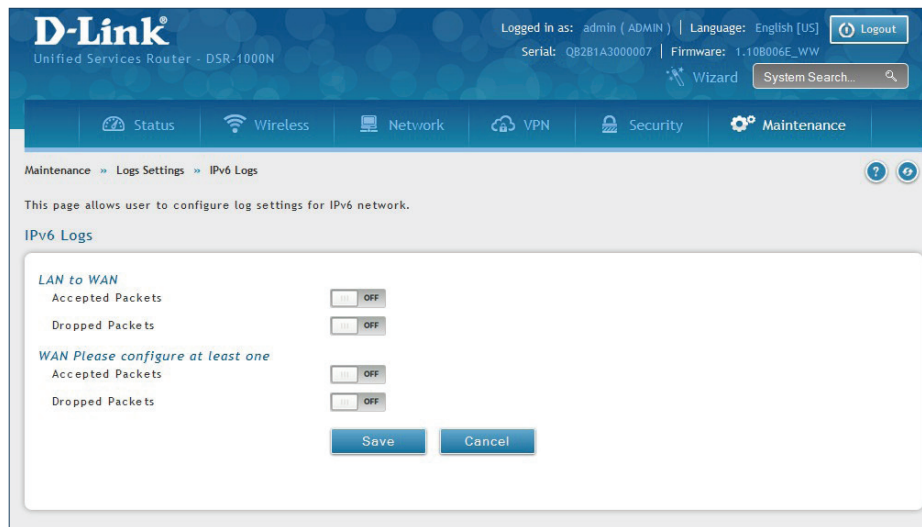 D-Link®
Unified Services Router - DSR-1000N
Logged in as: admin ( ADMIN ) | Language: English [US]
Logout
Serial: QB2B1A3000007 | Firmware: 1.10B006E_WW
Wizard
System Search...
Status
Wireless
Network
VPN
Security
Maintenance
Maintenance » Logs Settings » IPv6 Logs
?
This page allows user to configure log settings for IPv6 network.
IPv6 Logs
LAN to WAN
Accepted Packets OFF
Dropped Packets OFF
WAN Please configure at least one
Accepted Packets OFF
Dropped Packets OFF
Save
Cancel